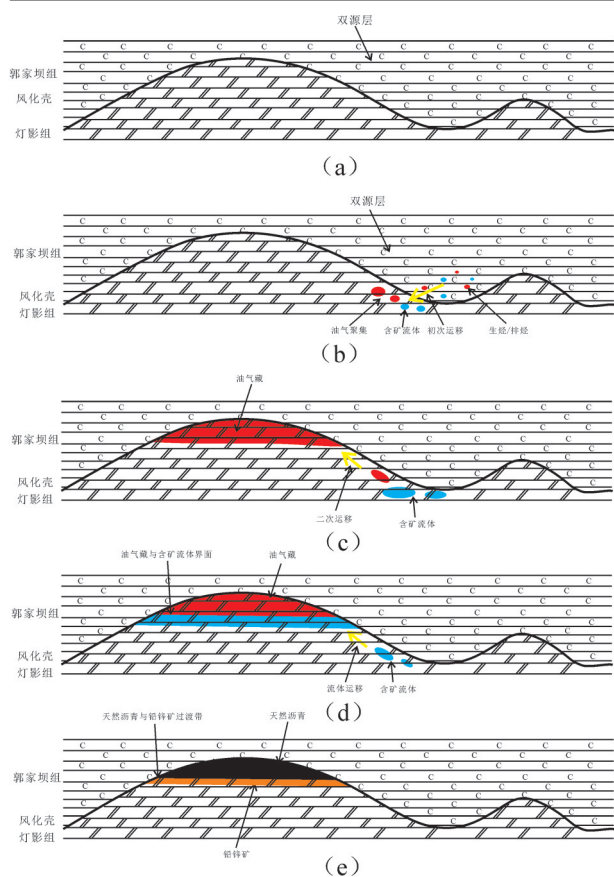 双源层
郭家坝组
风化壳
灯影组
(a)
双源层
郭家坝组
风化壳
灯影组
油气聚集 含矿流体 初次运移 生烃/排烃
(b)
油气藏
郭家坝组
风化壳
灯影组
二次运移 含矿流体
(c)
油气藏与含矿流体界面 油气藏
郭家坝组
风化壳
灯影组
流体运移 含矿流体
(d)
天然沥青与铅锌矿过渡带 天然沥青
郭家坝组
风化壳
灯影组
铅锌矿
(e)